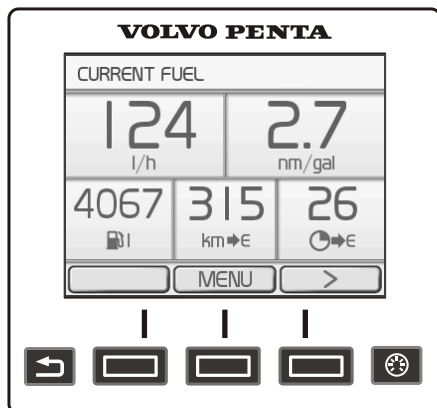 VOLVO PENTA
CURRENT FUEL
124 2.7
l/h nm/gal
4067 315 26
l km➡E ➡E
MENU >